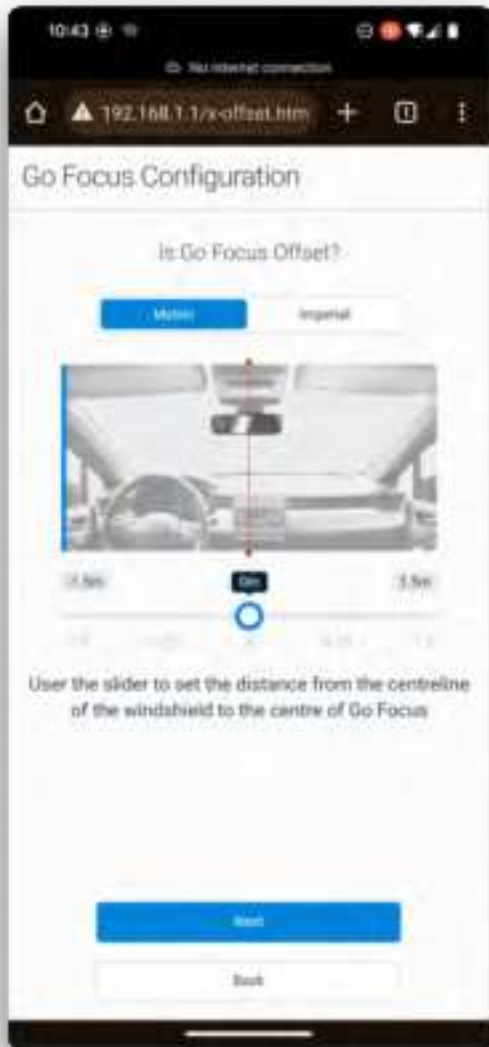 10:43
No internet connection
192.168.1.1/x-offset.htm
Go Focus Configuration
Is Go Focus Offset?
Metric Imperial
0m
User the slider to set the distance from the centreline
of the windshield to the centre of Go Focus
Next
Back